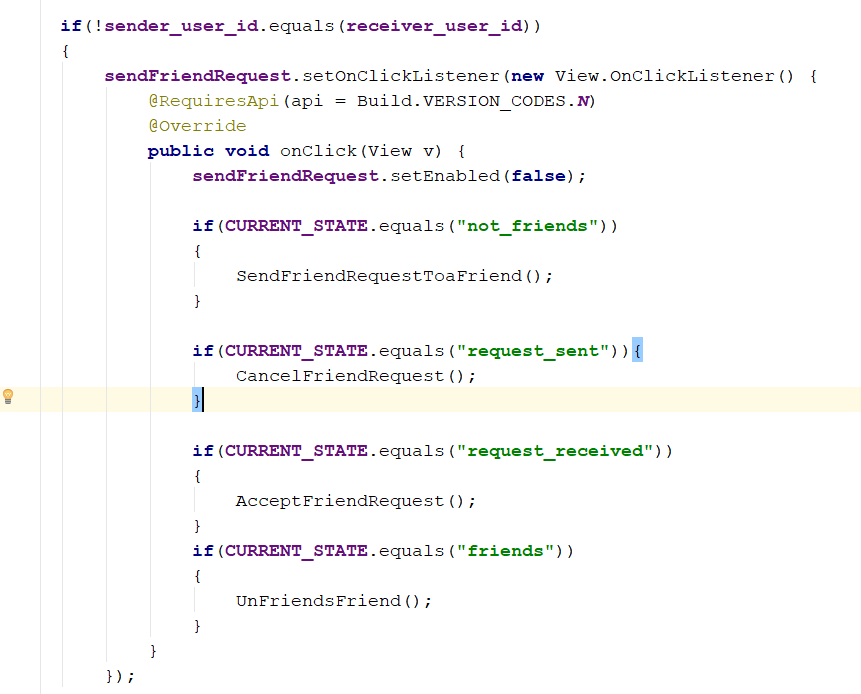 if(!sender_user_id.equals(receiver_user_id))
{
sendFriendRequest.setOnClickListener(new View.OnClickListener() {
@RequiresApi(api = Build.VERSION_CODES.N)
@Override
public void onClick(View v) {
sendFriendRequest.setEnabled(false);
if(CURRENT_STATE.equals("not_friends"))
{
SendFriendRequestToaFriend();
}
if(CURRENT_STATE.equals("request_sent")){
CancelFriendRequest();
}
if(CURRENT_STATE.equals("request_received"))
{
AcceptFriendRequest();
}
if(CURRENT_STATE.equals("friends"))
{
UnFriendsFriend();
}
}
});